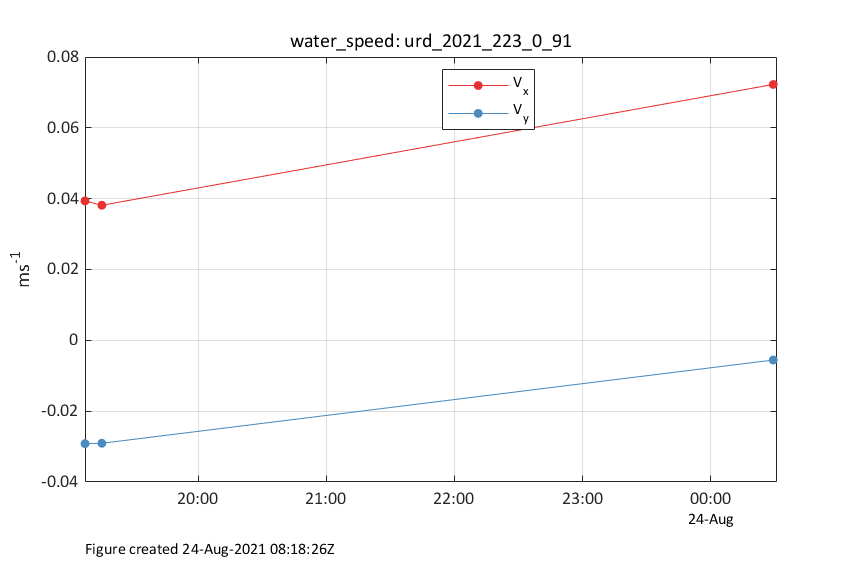 water_speed: urd_2021_223_0_91
0.08
V_x
V_y
0.06
0.04
ms^-1
0.02
0
-0.02
-0.04
20:00 21:00 22:00 23:00 00:00
24-Aug
Figure created 24-Aug-2021 08:18:26Z